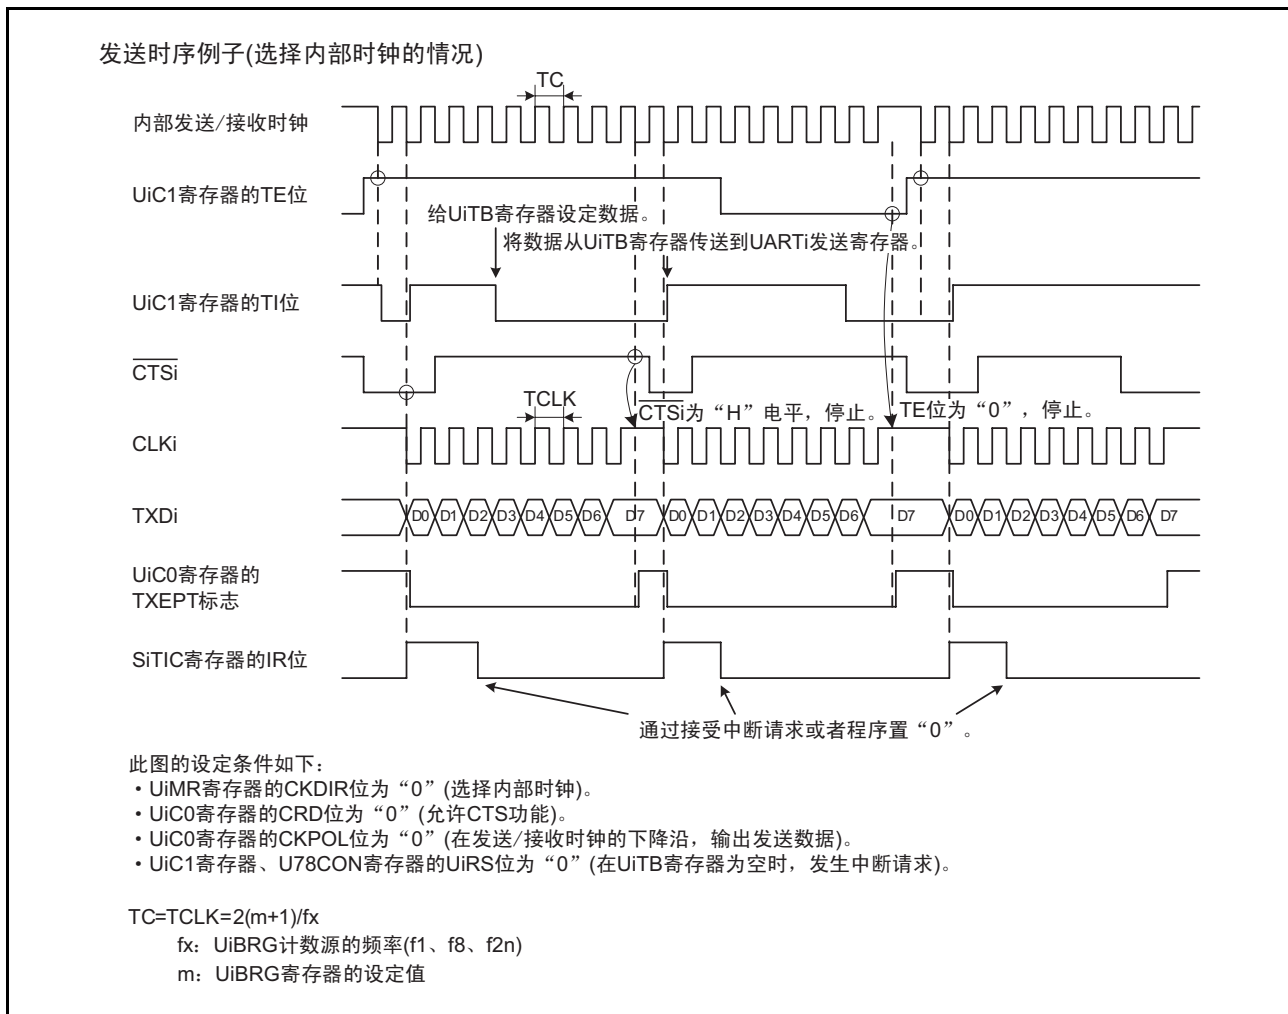 发送时序例子(选择内部时钟的情况)
TC
内部发送/接收时钟
UiC1寄存器的TE位
给UiTB寄存器设定数据。
将数据从UiTB寄存器传送到UARTi发送寄存器。
UiC1寄存器的TI位
CTSi
TCLK
CTSi为“H”电平，停止。
TE位为“0”，停止。
CLKi
TXDi
D0 D1 D2 D3 D4 D5 D6 D7 D0 D1 D2 D3 D4 D5 D6 D7 D0 D1 D2 D3 D4 D5 D6 D7
UiC0寄存器的
TXEPT标志
SiTIC寄存器的IR位
通过接受中断请求或者程序置“0”。
此图的设定条件如下：
・UiMR寄存器的CKDIR位为“0”(选择内部时钟)。
・UiC0寄存器的CRD位为“0”(允许CTS功能)。
・UiC0寄存器的CKPOL位为“0”(在发送/接收时钟的下降沿，输出发送数据)。
・UiC1寄存器、U78CON寄存器的UiRS位为“0”(在UiTB寄存器为空时，发生中断请求)。
TC=TCLK=2(m+1)/fx
fx：UiBRG计数源的频率(f1、f8、f2n)
m：UiBRG寄存器的设定值